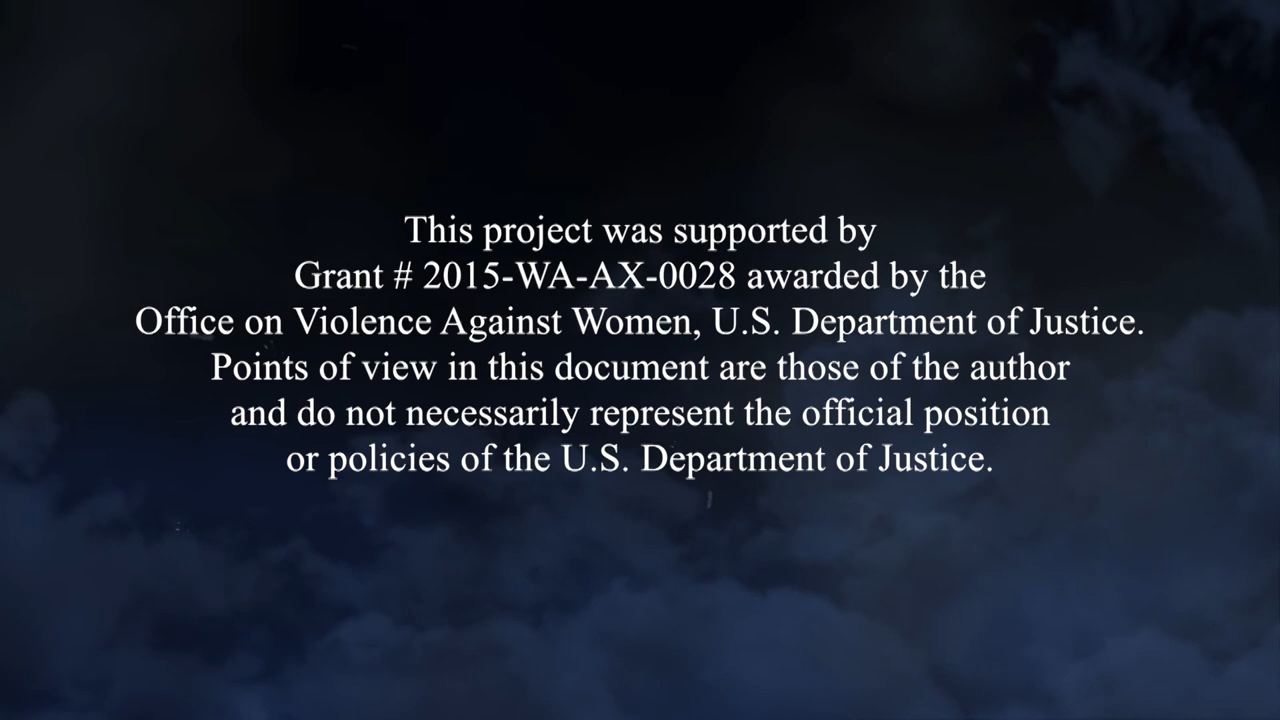 This project was supported by
Grant # 2015-WA-AX-0028 awarded by the
Office on Violence Against Women, U.S. Department of Justice.
Points of view in this document are those of the author
and do not necessarily represent the official position
or policies of the U.S. Department of Justice.